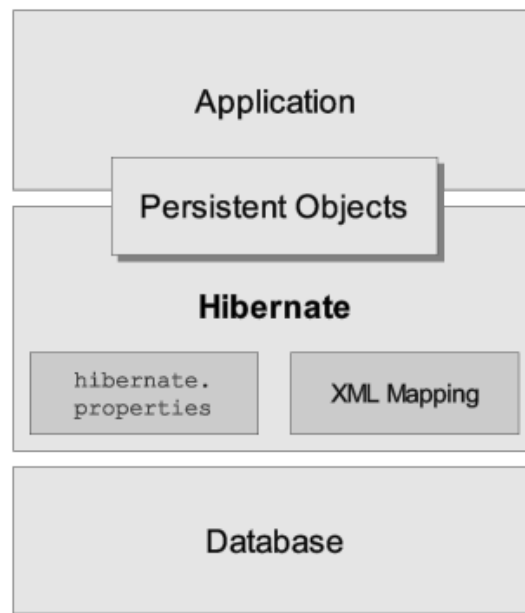 Application
Persistent Objects
Hibernate
hibernate.
properties
XML Mapping
Database